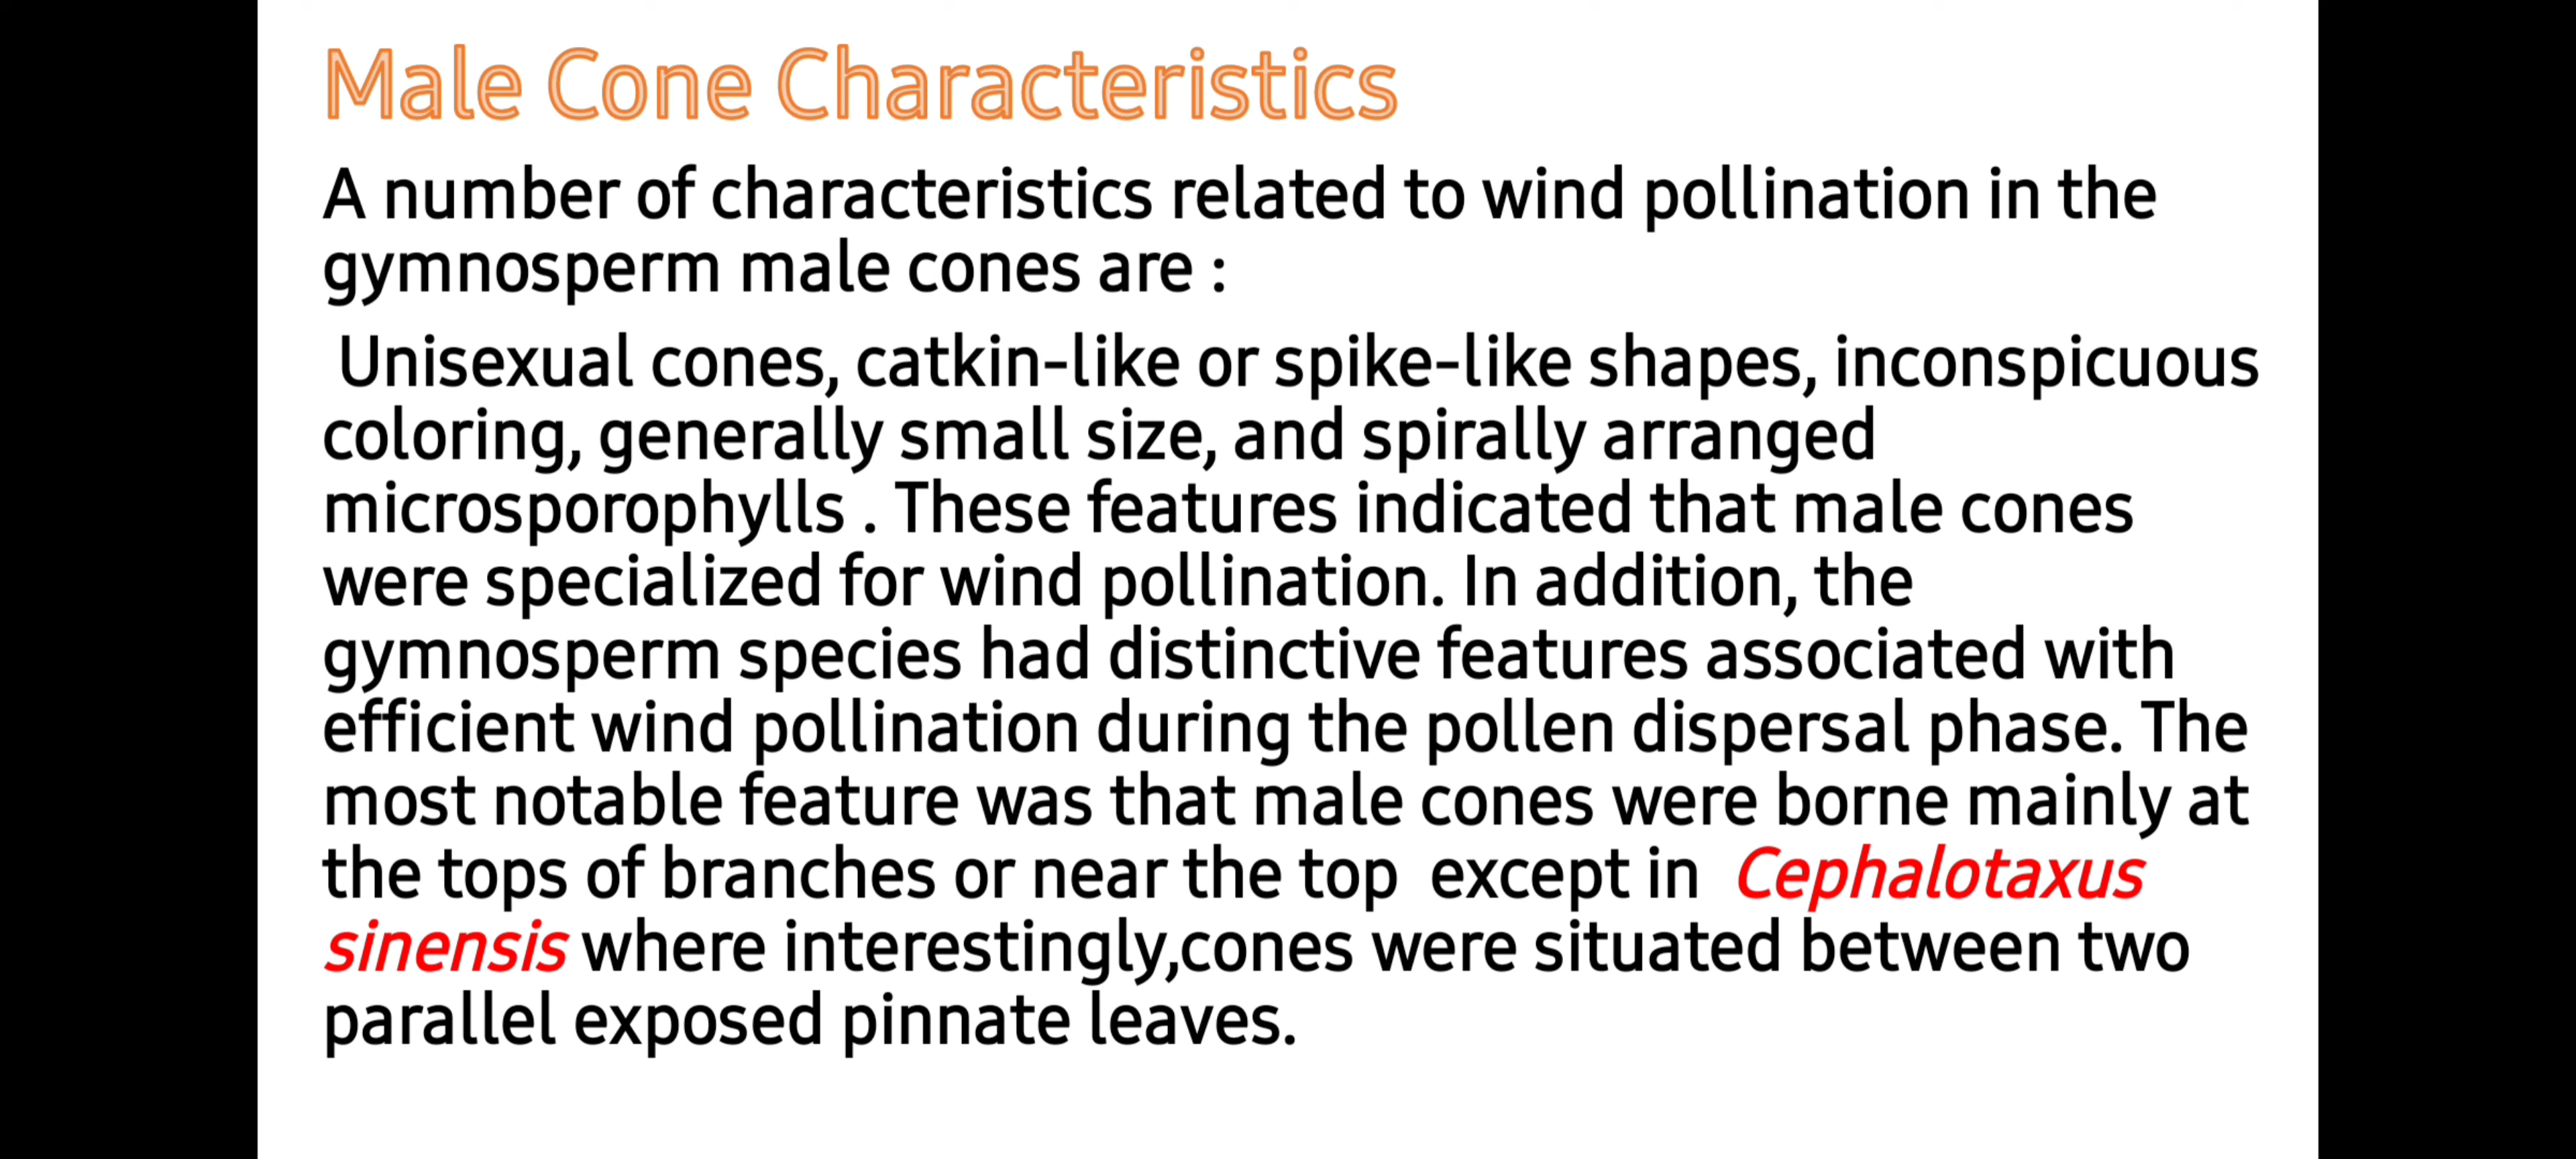 Male Cone Characteristics
A number of characteristics related to wind pollination in the
gymnosperm male cones are :
Unisexual cones, catkin-like or spike-like shapes, inconspicuous
coloring, generally small size, and spirally arranged
microsporophylls . These features indicated that male cones
were specialized for wind pollination. In addition, the
gymnosperm species had distinctive features associated with
efficient wind pollination during the pollen dispersal phase. The
most notable feature was that male cones were borne mainly at
the tops of branches or near the top  except in  Cephalotaxus
sinensis where interestingly,cones were situated between two
parallel exposed pinnate leaves.